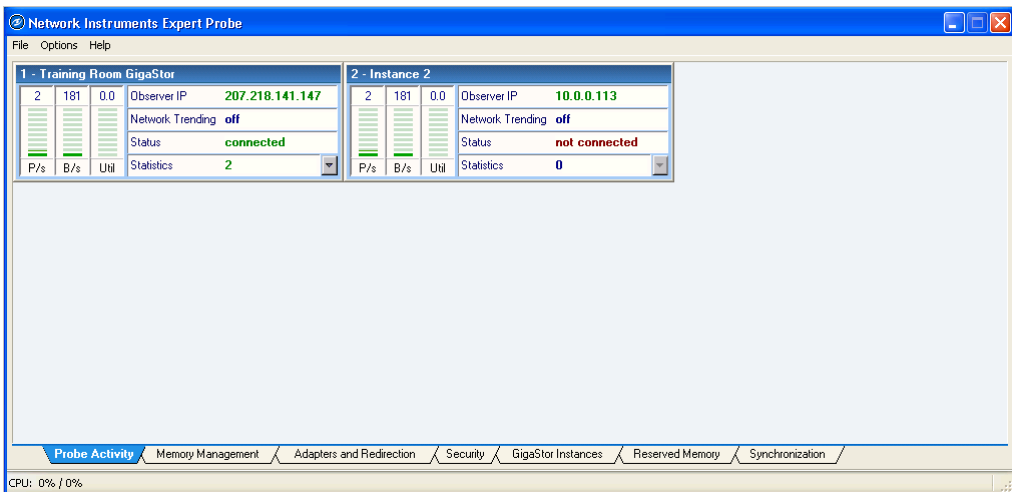 Network Instruments Expert Probe
File Options Help
1 - Training Room GigaStor
2 181 0.0 Observer IP 207.218.141.147
Network Trending off
Status connected
P/s B/s Util Statistics 2
2 - Instance 2
2 181 0.0 Observer IP 10.0.0.113
Network Trending off
Status not connected
P/s B/s Util Statistics 0
Probe Activity Memory Management Adapters and Redirection Security GigaStor Instances Reserved Memory Synchronization
CPU: 0% / 0%